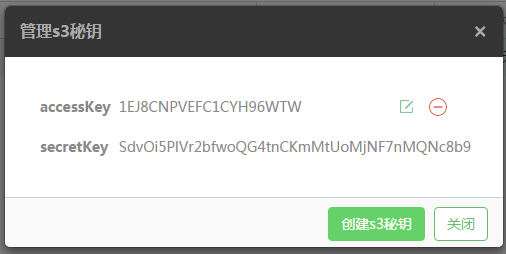 管理s3秘钥 ×
accessKey 1EJ8CNPVEFC1CYH96WTW
secretKey SdvOi5PIVr2bfwoQG4tnCKmMtUoMjNF7nMQNc8b9
创建s3秘钥 关闭